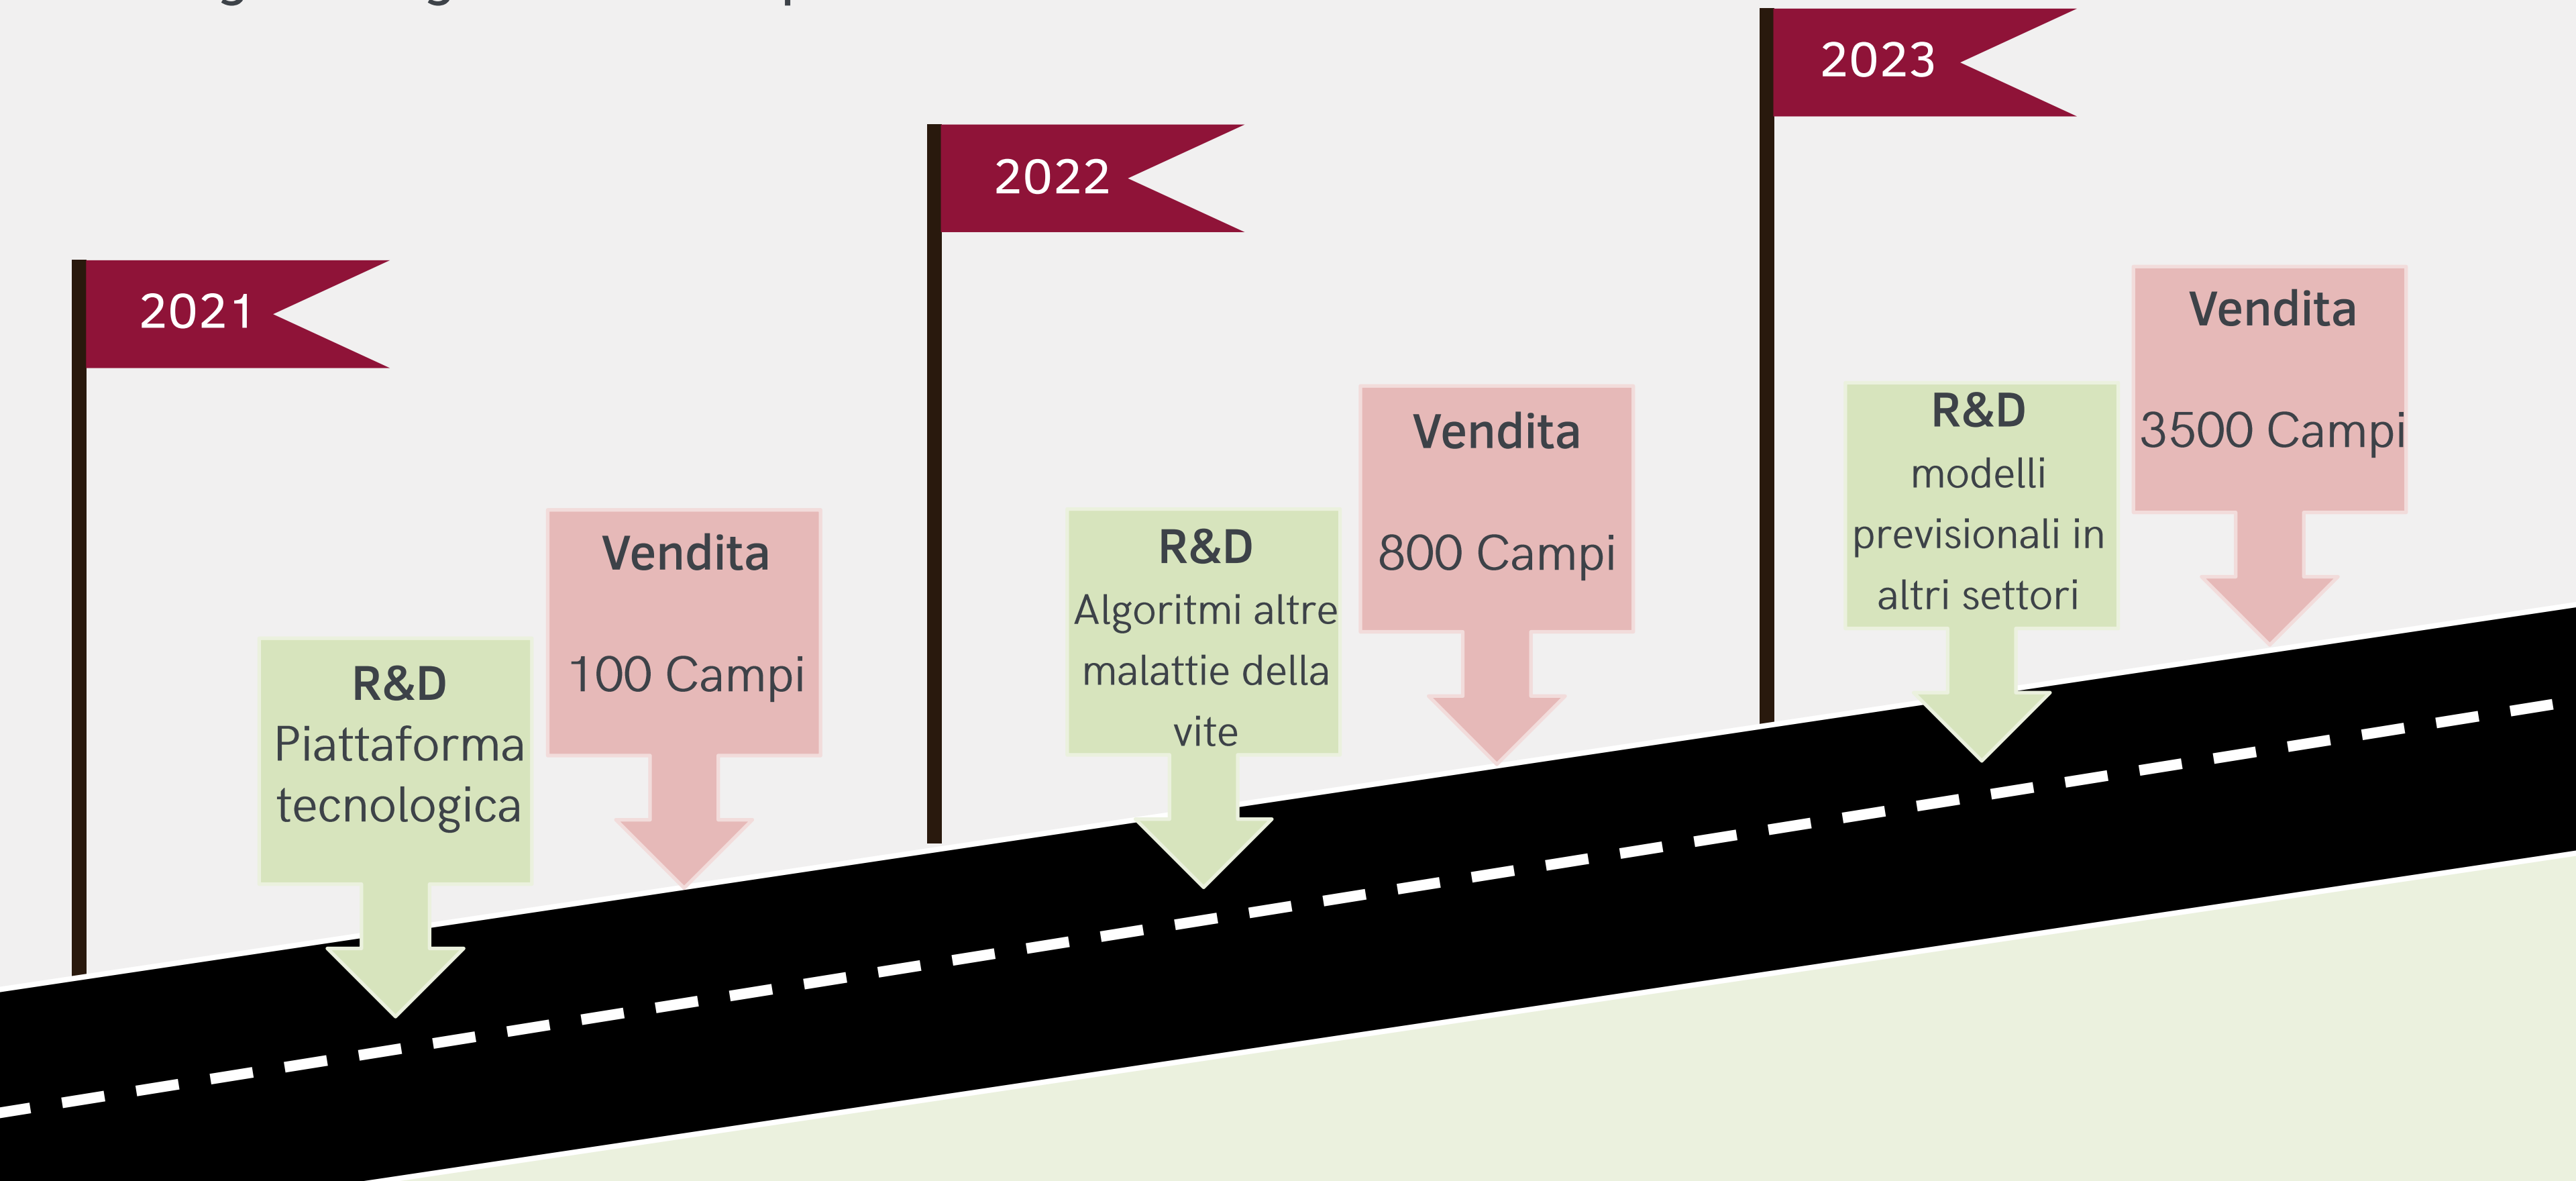 2021
R&D
Piattaforma
tecnologica
Vendita
100 Campi
2022
R&D
Algoritmi altre
malattie della
vite
Vendita
800 Campi
2023
R&D
modelli
previsionali in
altri settori
Vendita
3500 Campi